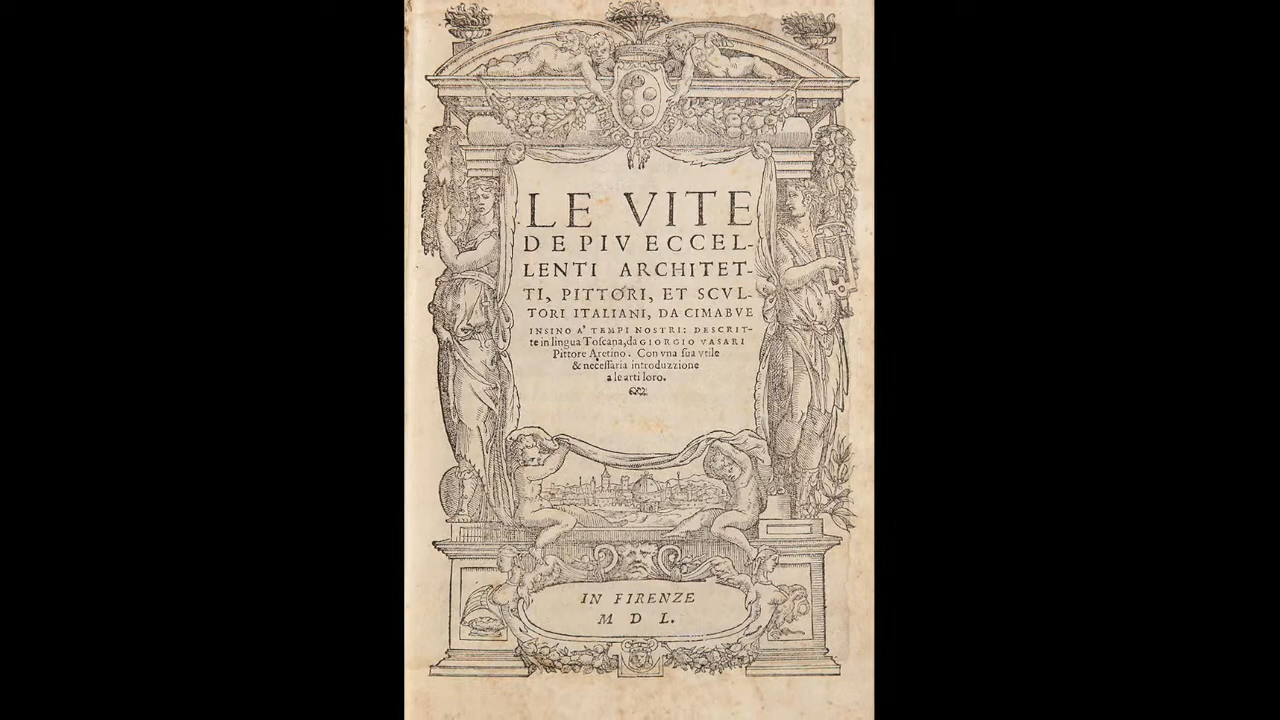 LE VITE
DE PIV ECCEL-
LENTI ARCHITET-
TI, PITTORI, ET SCVL-
TORI ITALIANI, DA CIMABVE
INSINO A' TEMPI NOSTRI: DESCRIT-
te in lingua Toscana, da GIORGIO VASARI
Pittore Aretino. Con vna sua vtile
& necessaria introduzzione
a le arti loro.
IN FIRENZE
M D L.